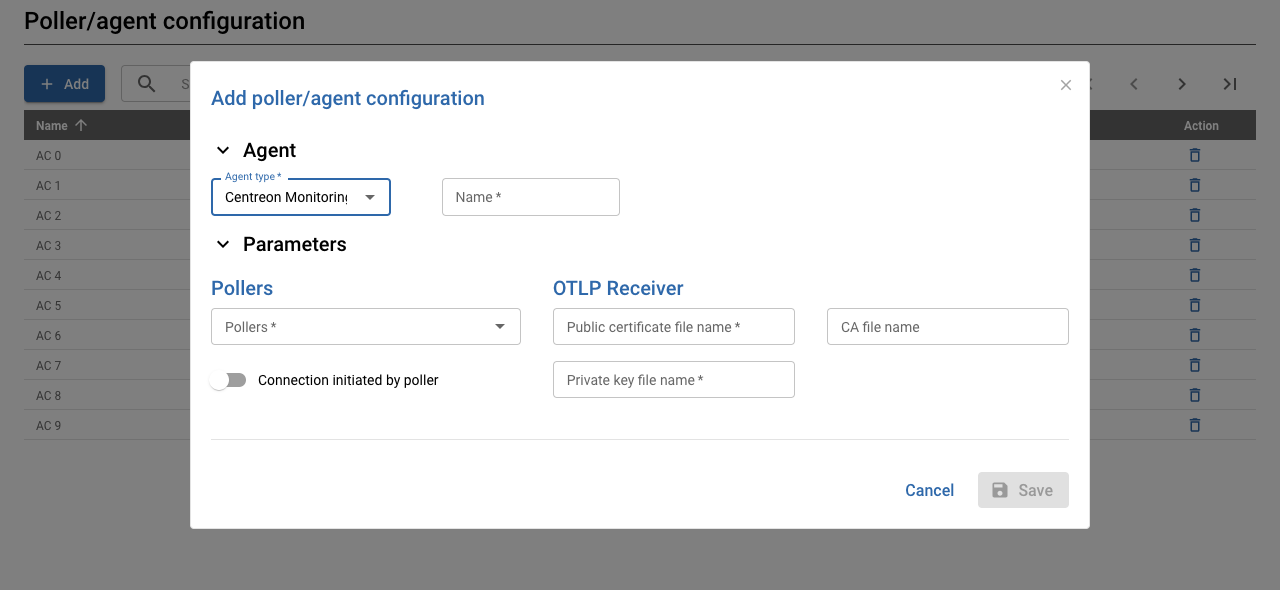 Poller/agent configuration
Add
Add poller/agent configuration
Name
Action
AC 0
AC 1
AC 2
AC 3
AC 4
AC 5
AC 6
AC 7
AC 8
AC 9
Agent
Agent type *
Centreon Monitoring
Name *
Parameters
Pollers
OTLP Receiver
Pollers *
Public certificate file name *
CA file name
Connection initiated by poller
Private key file name *
Cancel
Save